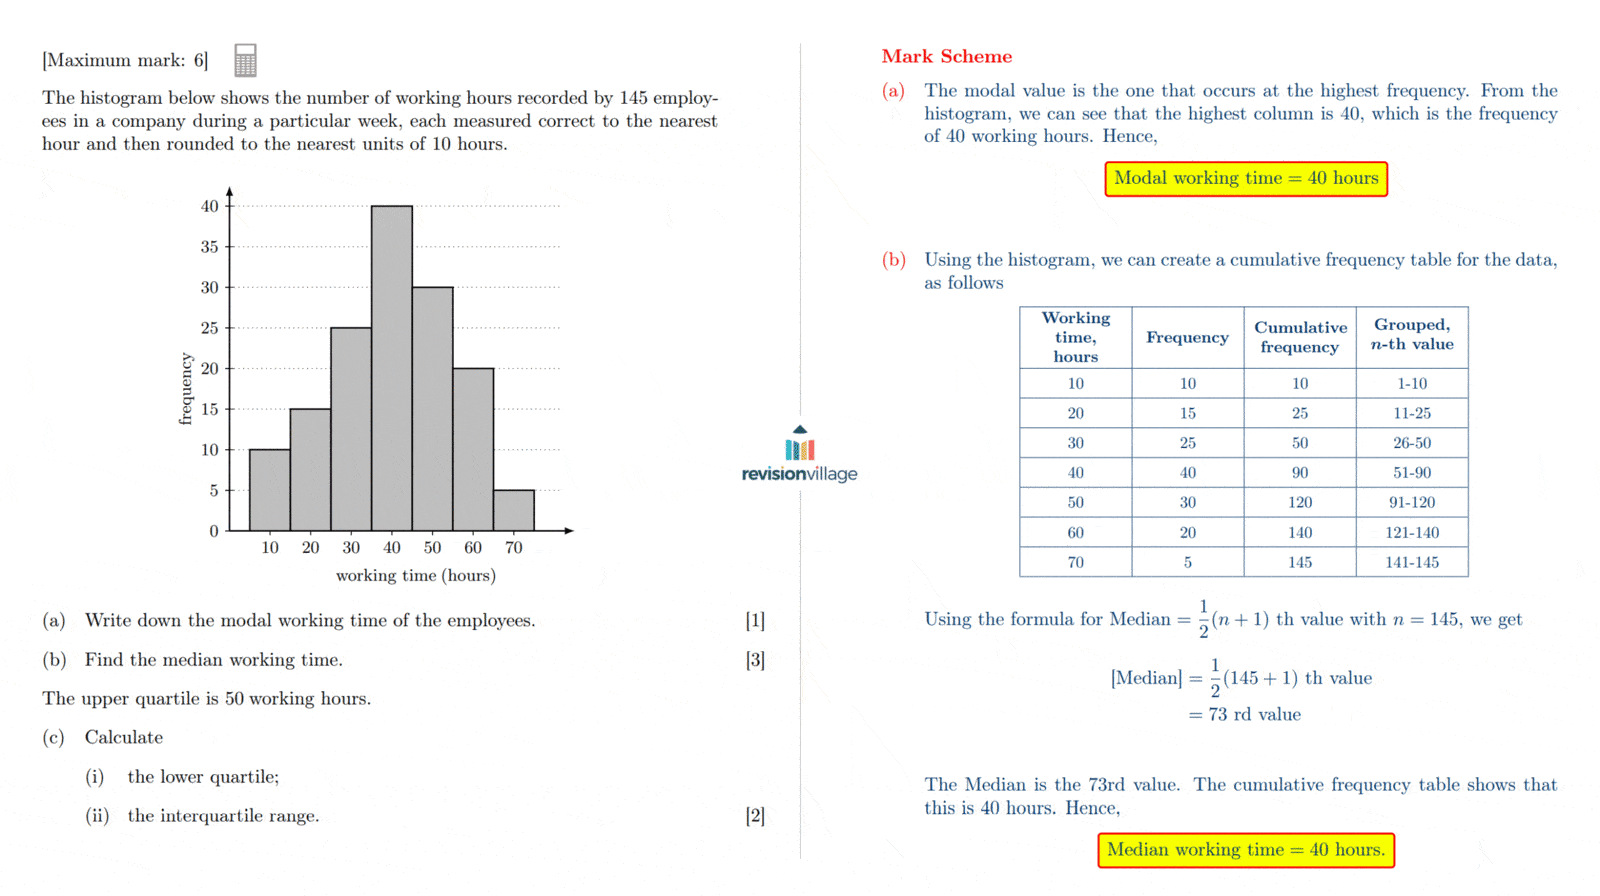 [Maximum mark: 6]
The histogram below shows the number of working hours recorded by 145 employ-
ees in a company during a particular week, each measured correct to the nearest
hour and then rounded to the nearest units of 10 hours.
40
35
30
25
20
15
10
5
0
frequency
10 20 30 40 50 60 70
working time (hours)
(a) Write down the modal working time of the employees. [1]
(b) Find the median working time. [3]
The upper quartile is 50 working hours.
(c) Calculate
(i) the lower quartile;
(ii) the interquartile range. [2]
revisionvillage
Mark Scheme
(a) The modal value is the one that occurs at the highest frequency. From the
histogram, we can see that the highest column is 40, which is the frequency
of 40 working hours. Hence,
Modal working time = 40 hours
(b) Using the histogram, we can create a cumulative frequency table for the data,
as follows
Working time, hours | Frequency | Cumulative frequency | Grouped, n-th value
10 10 10 1-10
20 15 25 11-25
30 25 50 26-50
40 40 90 51-90
50 30 120 91-120
60 20 140 121-140
70 5 145 141-145
Using the formula for Median = 1/2(n + 1) th value with n = 145, we get
[Median] = 1/2(145 + 1) th value
= 73 rd value
The Median is the 73rd value. The cumulative frequency table shows that
this is 40 hours. Hence,
Median working time = 40 hours.